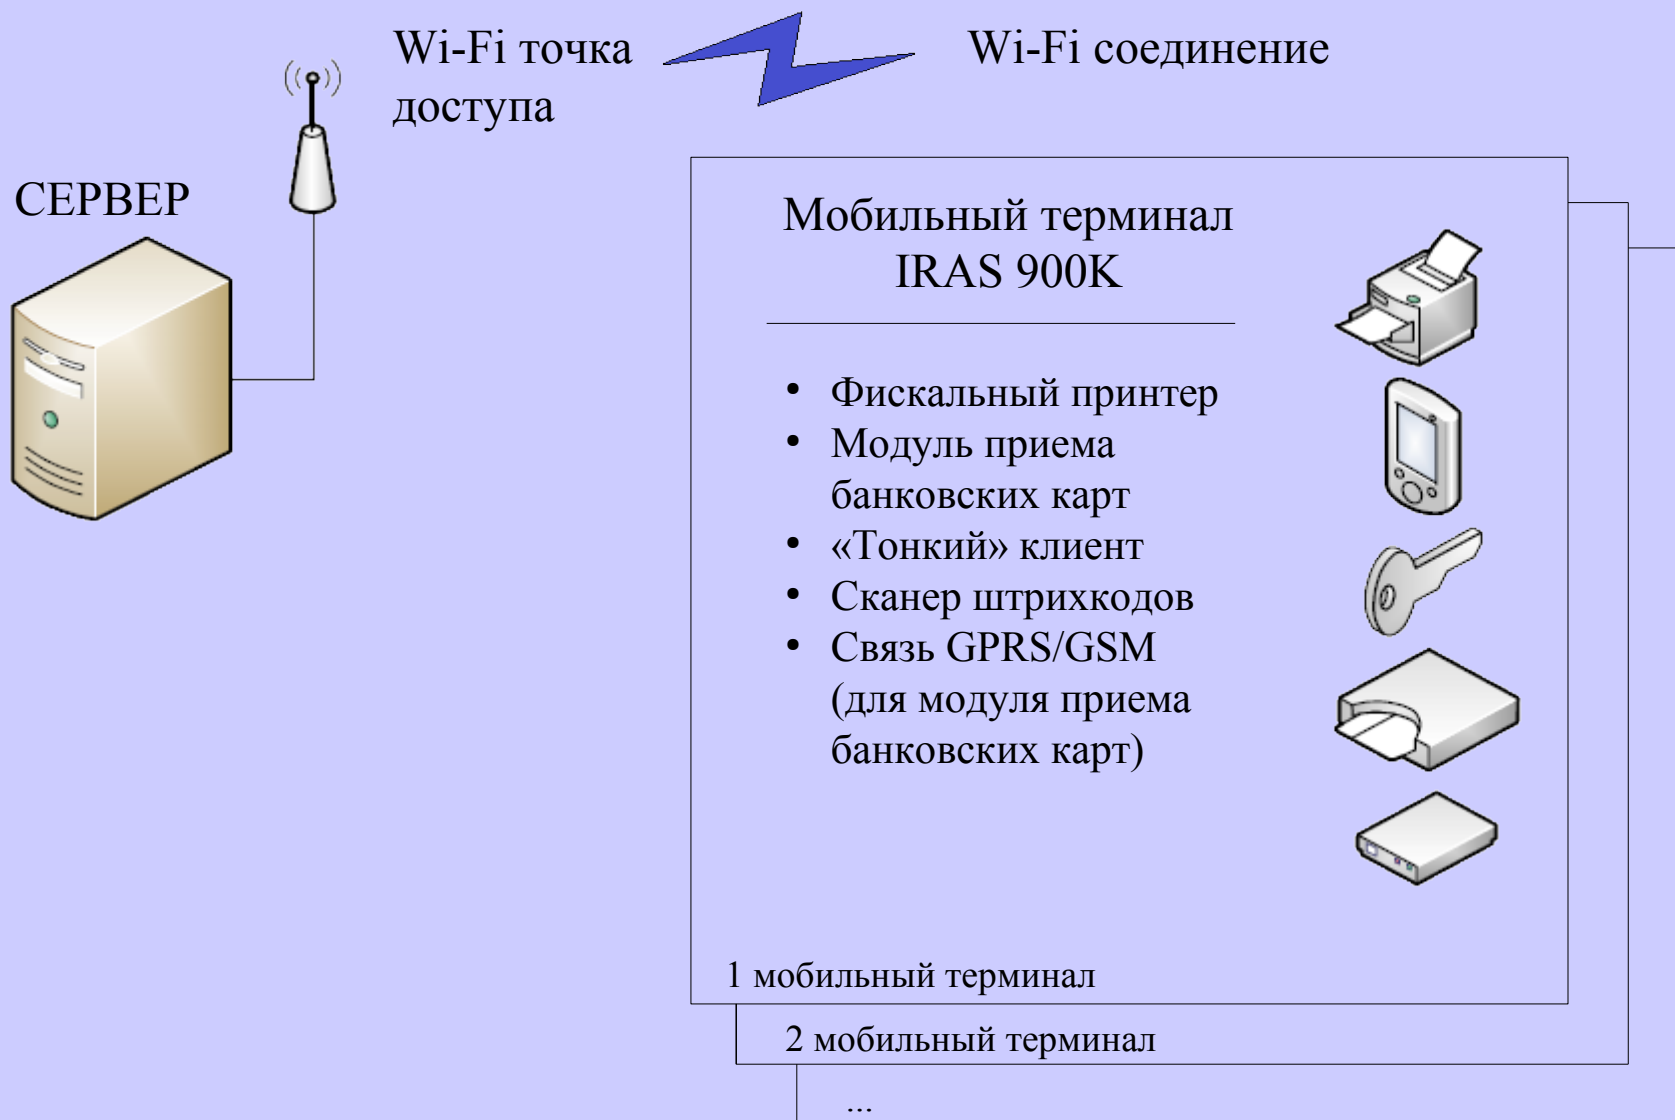 Wi-Fi точка
доступа
Wi-Fi соединение
СЕРВЕР
Мобильный терминал
IRAS 900K
• Фискальный принтер
• Модуль приема
банковских карт
• «Тонкий» клиент
• Сканер штрихкодов
• Связь GPRS/GSM
(для модуля приема
банковских карт)
1 мобильный терминал
2 мобильный терминал
...